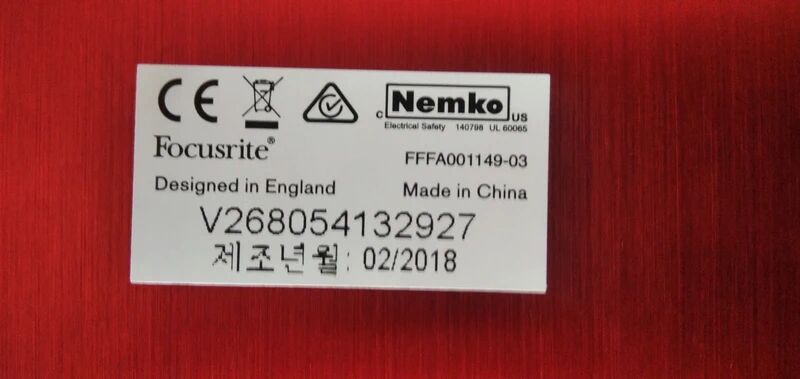 CE
c Nemko US
Electrical Safety 140798 UL 60065
Focusrite® FFFA001149-03
Designed in England Made in China
V268054132927
제조년월: 02/2018